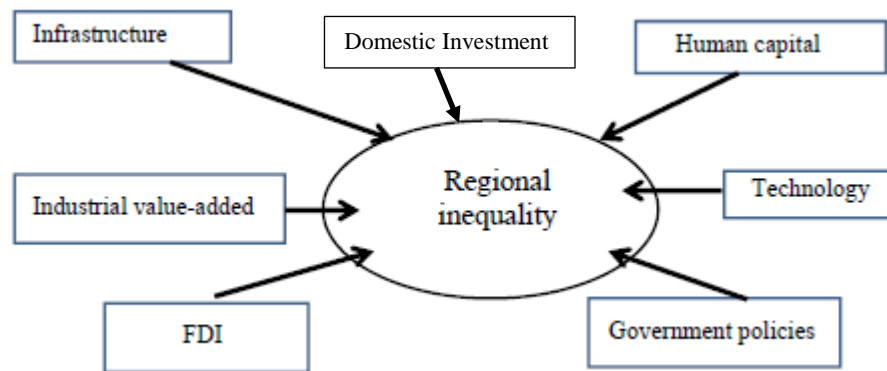 Infrastructure
Domestic Investment
Human capital
Regional
inequality
Industrial value-added
Technology
FDI
Government policies